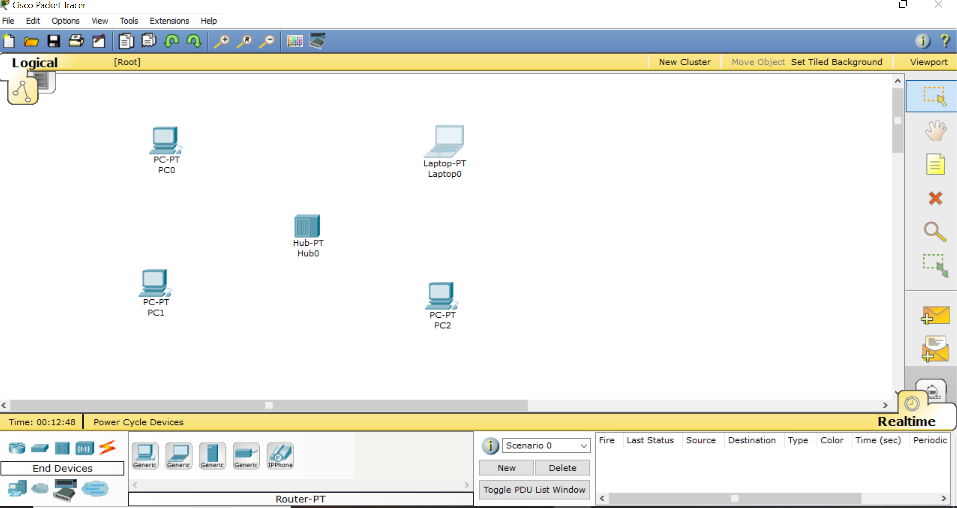 Cisco Packet Tracer
File Edit Options View Tools Extensions Help
Logical [Root] New Cluster Move Object Set Tiled Background Viewport
PC-PT
PC0
Laptop-PT
Laptop0
Hub-PT
Hub0
PC-PT
PC1
PC-PT
PC2
Time: 00:12:48 Power Cycle Devices Realtime
End Devices
Generic Generic Generic Generic IPPhone
Router-PT
Scenario 0
New Delete
Toggle PDU List Window
Fire Last Status Source Destination Type Color Time (sec) Periodic